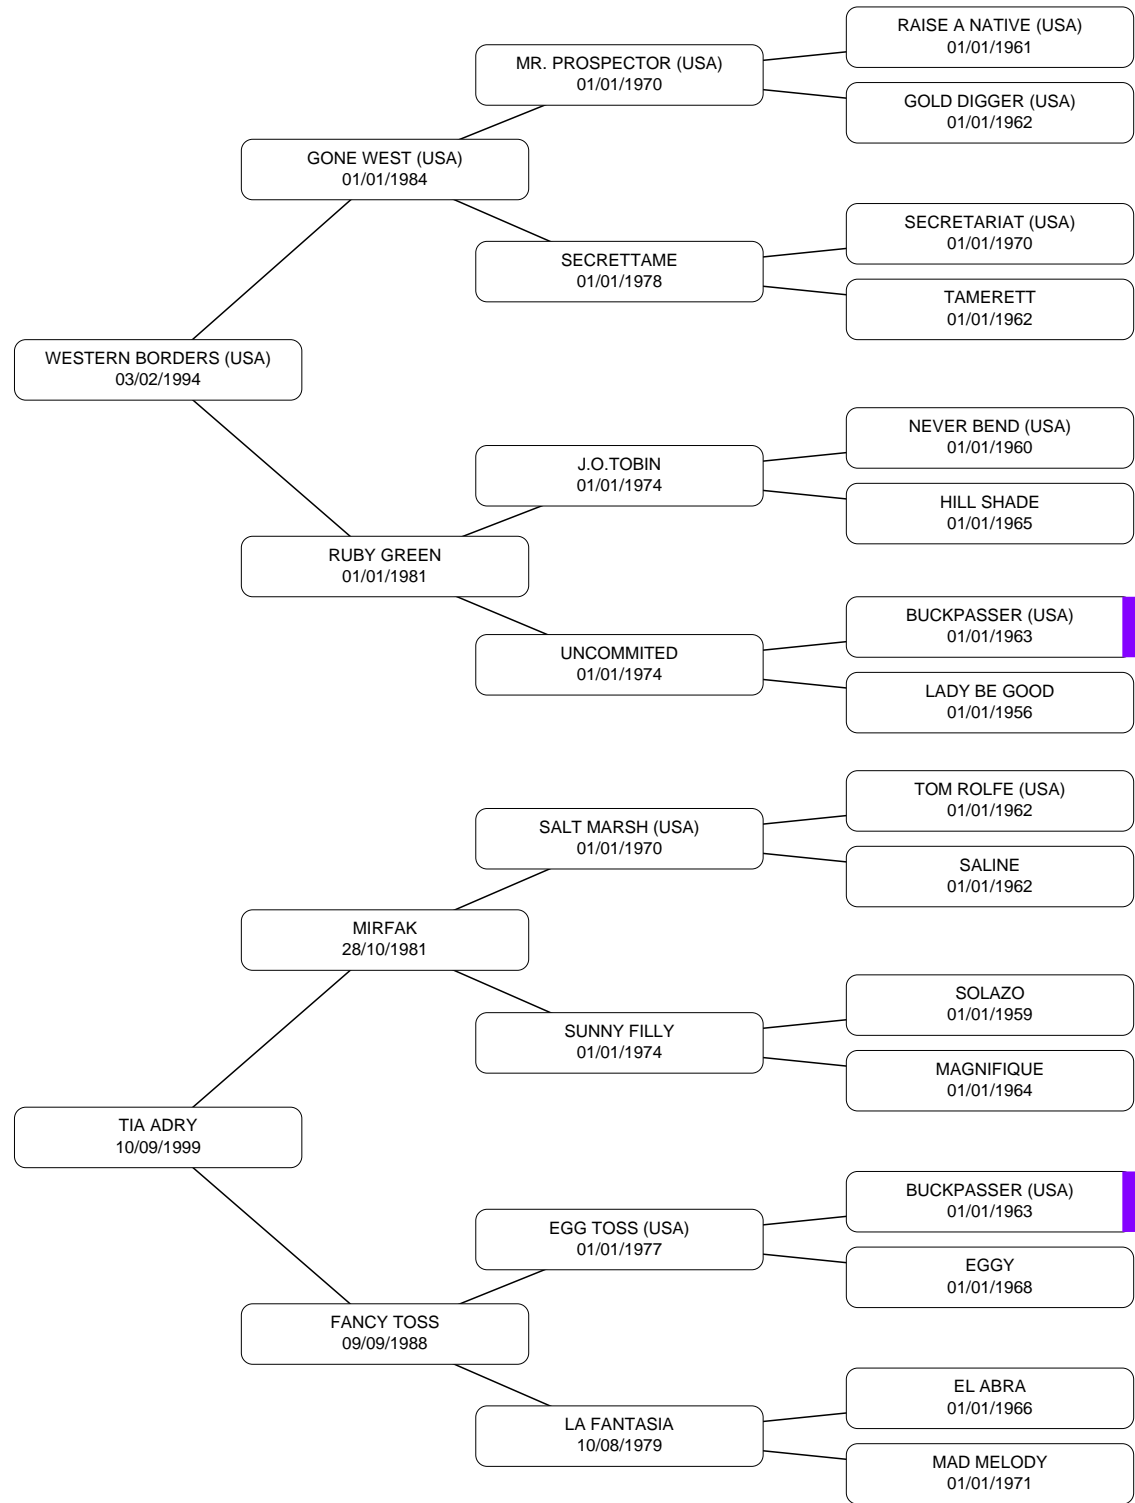 RAISE A NATIVE (USA)
01/01/1961
MR. PROSPECTOR (USA)
01/01/1970
GOLD DIGGER (USA)
01/01/1962
GONE WEST (USA)
01/01/1984
SECRETARIAT (USA)
01/01/1970
SECRETTAME
01/01/1978
TAMERETT
01/01/1962
WESTERN BORDERS (USA)
03/02/1994
NEVER BEND (USA)
01/01/1960
J.O.TOBIN
01/01/1974
HILL SHADE
01/01/1965
RUBY GREEN
01/01/1981
BUCKPASSER (USA)
01/01/1963
UNCOMMITED
01/01/1974
LADY BE GOOD
01/01/1956
TOM ROLFE (USA)
01/01/1962
SALT MARSH (USA)
01/01/1970
SALINE
01/01/1962
MIRFAK
28/10/1981
SOLAZO
01/01/1959
SUNNY FILLY
01/01/1974
MAGNIFIQUE
01/01/1964
TIA ADRY
10/09/1999
BUCKPASSER (USA)
01/01/1963
EGG TOSS (USA)
01/01/1977
EGGY
01/01/1968
FANCY TOSS
09/09/1988
EL ABRA
01/01/1966
LA FANTASIA
10/08/1979
MAD MELODY
01/01/1971